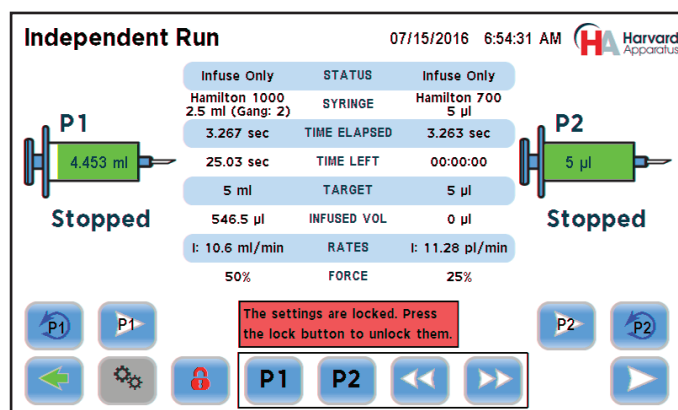 Independent Run
07/15/2016 6:54:31 AM
HA Harvard
Apparatus
Infuse Only STATUS Infuse Only
Hamilton 1000
2.5 ml (Gang: 2)
SYRINGE
Hamilton 700
5 µl
P1
P2
3.267 sec TIME ELAPSED 3.263 sec
4.453 ml
25.03 sec TIME LEFT 00:00:00
5 µl
5 ml TARGET 5 µl
Stopped
546.5 µl INFUSED VOL 0 µl
Stopped
I: 10.6 ml/min RATES I: 11.28 pl/min
50% FORCE 25%
P1 P1
The settings are locked. Press
the lock button to unlock them.
P2 P2
P1 P2